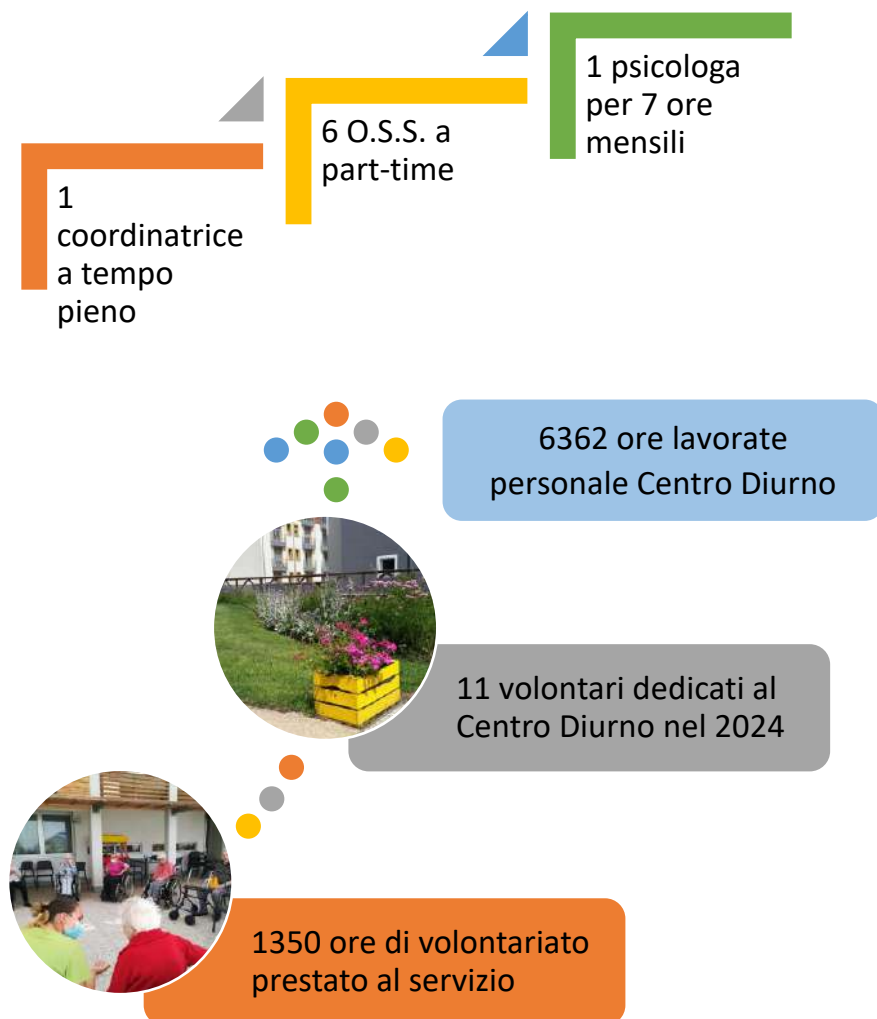 1 psicologa
per 7 ore
mensili
6 O.S.S. a
part-time
1
coordinatrice
a tempo
pieno
6362 ore lavorate
personale Centro Diurno
11 volontari dedicati al
Centro Diurno nel 2024
1350 ore di volontariato
prestato al servizio